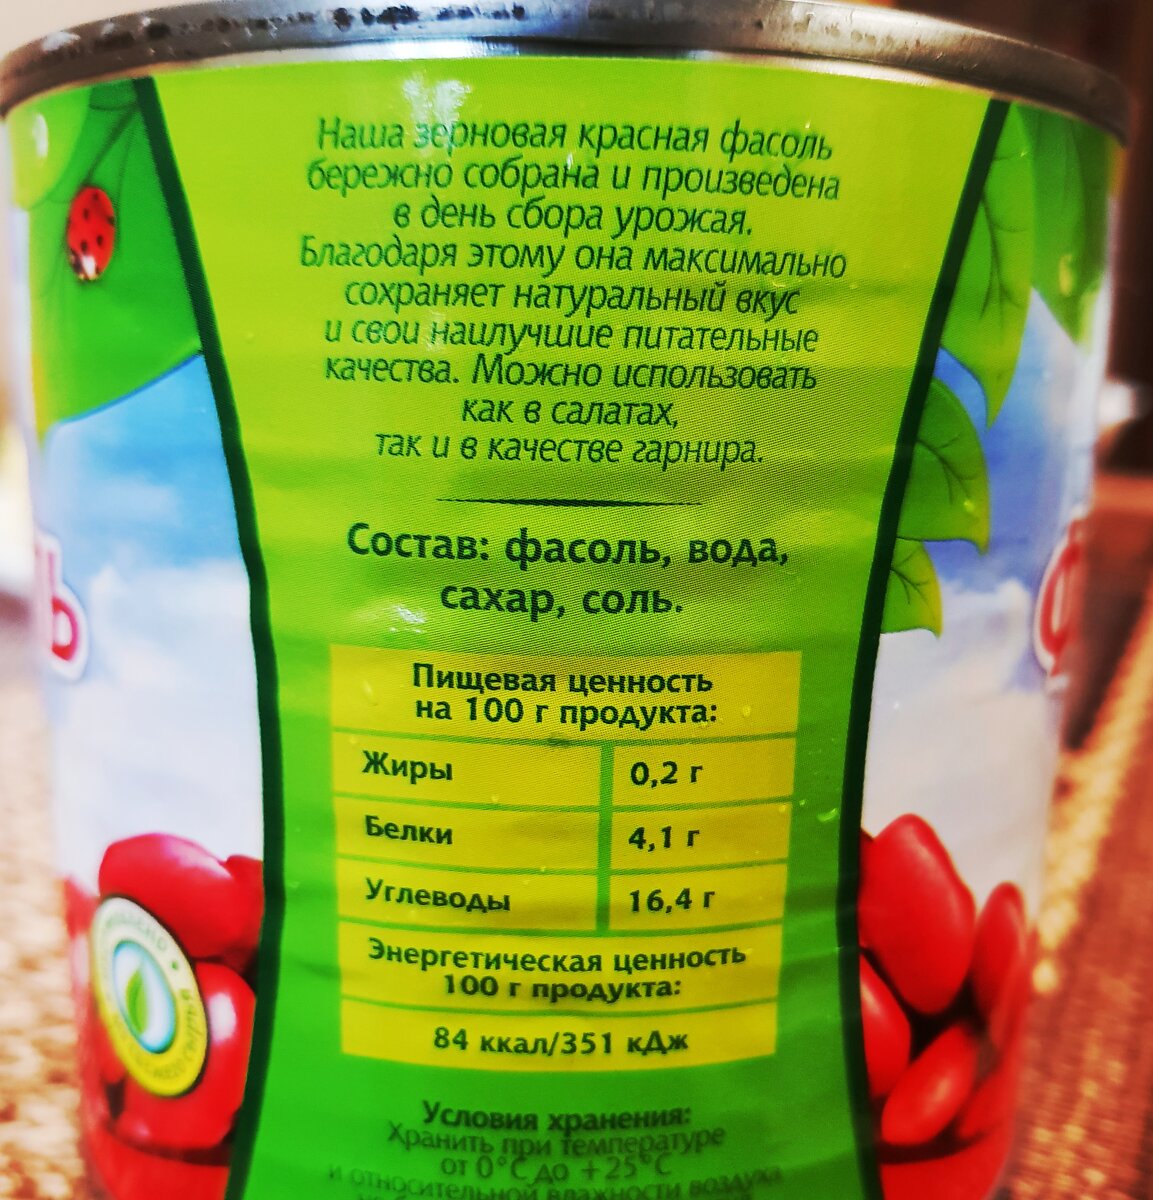 Наша зерновая красная фасоль
бережно собрана и произведена
в день сбора урожая.
Благодаря этому она максимально
сохраняет натуральный вкус
и свои наилучшие питательные
качества. Можно использовать
как в салатах,
так и в качестве гарнира.
Состав: фасоль, вода,
сахар, соль.
Пищевая ценность
на 100 г продукта:
Жиры 0,2 г
Белки 4,1 г
Углеводы 16,4 г
Энергетическая ценность
100 г продукта:
84 ккал/351 кДж
Условия хранения:
Хранить при температуре
от 0°С до +25°С
и относительной влажности воздуха